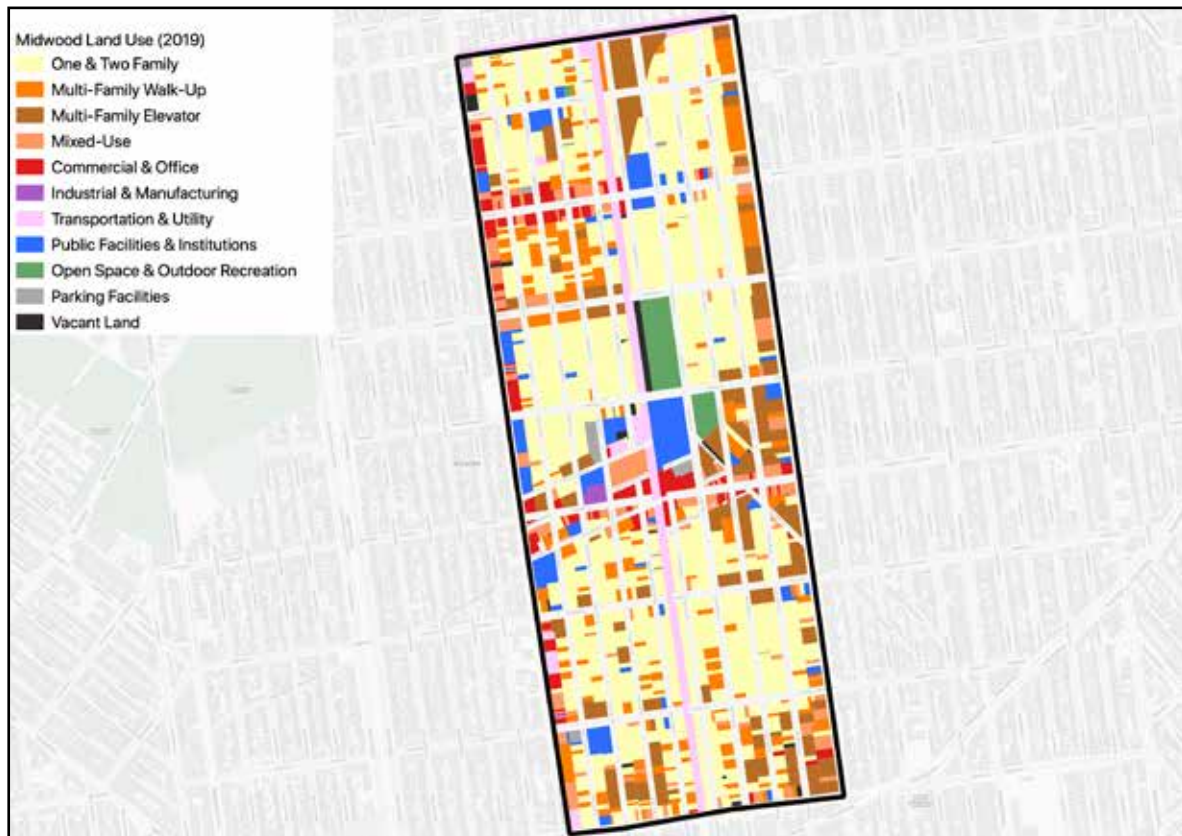 Midwood Land Use (2019)
One & Two Family
Multi-Family Walk-Up
Multi-Family Elevator
Mixed-Use
Commercial & Office
Industrial & Manufacturing
Transportation & Utility
Public Facilities & Institutions
Open Space & Outdoor Recreation
Parking Facilities
Vacant Land